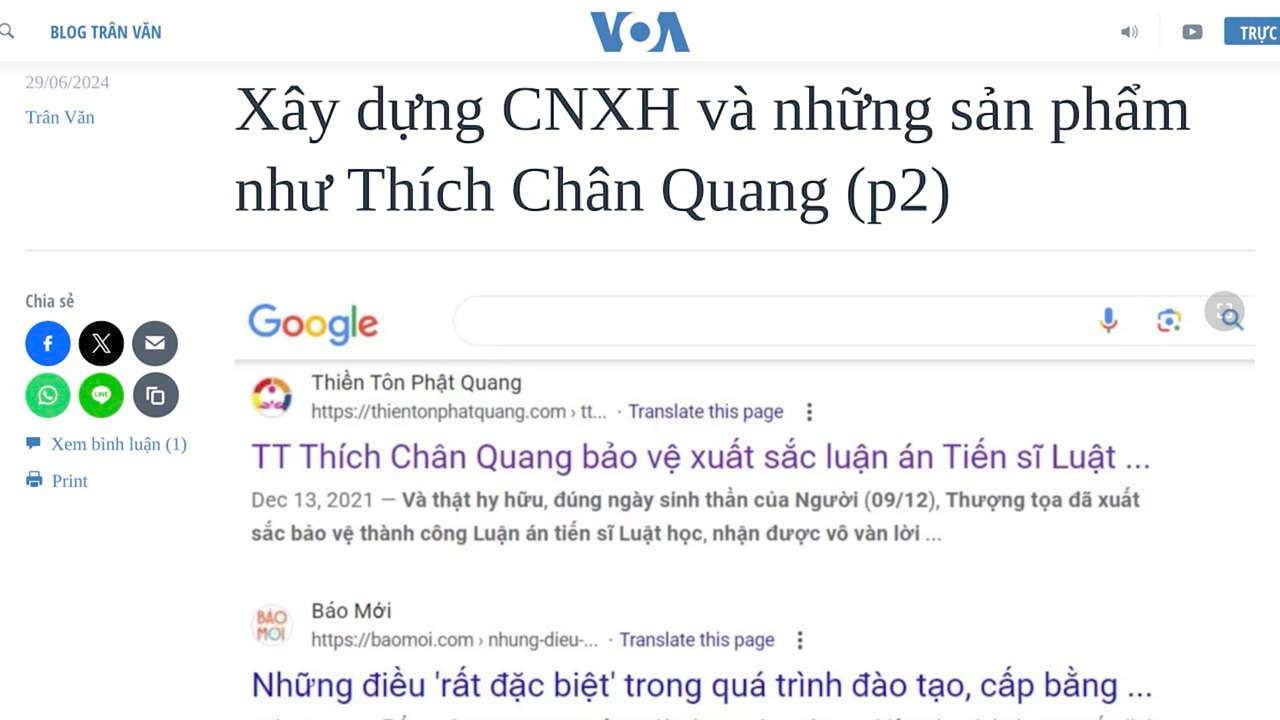 BLOG TRÂN VĂN
VOA
TRỰC
29/06/2024
Trân Văn
Xây dựng CNXH và những sản phẩm
như Thích Chân Quang (p2)
Chia sẻ
LINE
Xem bình luận (1)
Print
Google
Thiền Tôn Phật Quang
https://thientonphatquang.com › tt... · Translate this page
TT Thích Chân Quang bảo vệ xuất sắc luận án Tiến sĩ Luật ...
Dec 13, 2021 — Và thật hy hữu, đúng ngày sinh thần của Người (09/12), Thượng tọa đã xuất
sắc bảo vệ thành công Luận án tiến sĩ Luật học, nhận được vô vàn lời ...
BÁO
MỚI
Báo Mới
https://baomoi.com › nhung-dieu-... · Translate this page
Những điều 'rất đặc biệt' trong quá trình đào tạo, cấp bằng ...